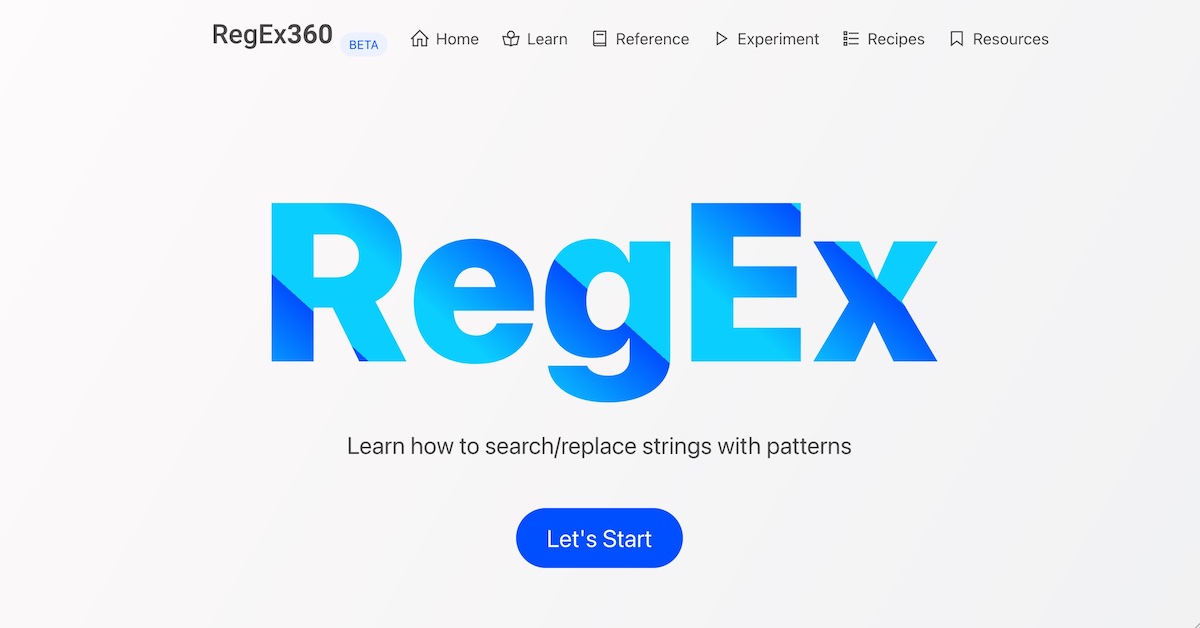 RegEx360 BETA Home Learn Reference Experiment Recipes Resources
RegEx
Learn how to search/replace strings with patterns
Let's Start